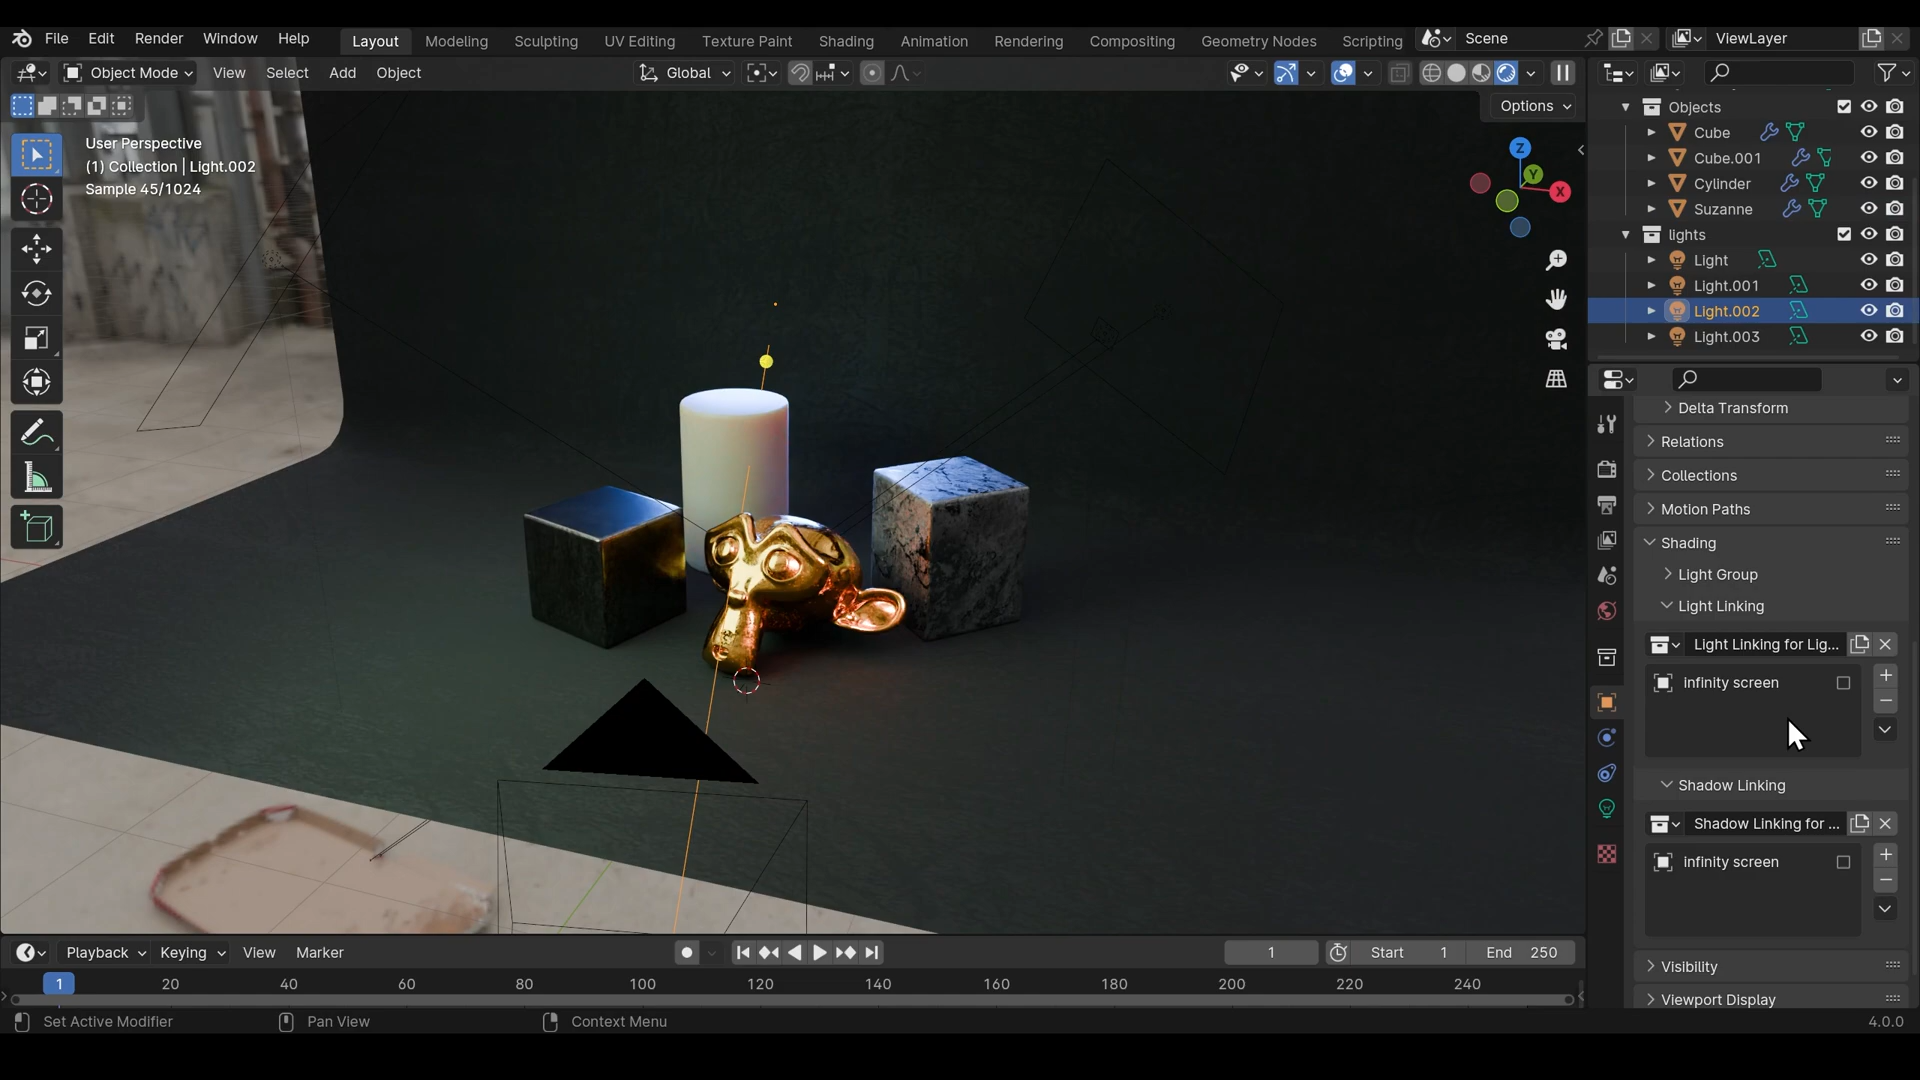 File Edit Render Window Help Layout Modeling Sculpting UV Editing Texture Paint Shading Animation Rendering Compositing Geometry Nodes Scripting Scene ViewLayer
Object Mode View Select Add Object Global
Options
User Perspective
(1) Collection | Light.002
Sample 45/1024
Z
Y
X
Objects
Cube
Cube.001
Cylinder
Suzanne
lights
Light
Light.001
Light.002
Light.003
Delta Transform
Relations
Collections
Motion Paths
Shading
Light Group
Light Linking
Light Linking for Lig...
infinity screen
Shadow Linking
Shadow Linking for ...
infinity screen
Visibility
Viewport Display
Playback Keying View Marker 1 Start 1 End 250
1 20 40 60 80 100 120 140 160 180 200 220 240
Set Active Modifier Pan View Context Menu 4.0.0